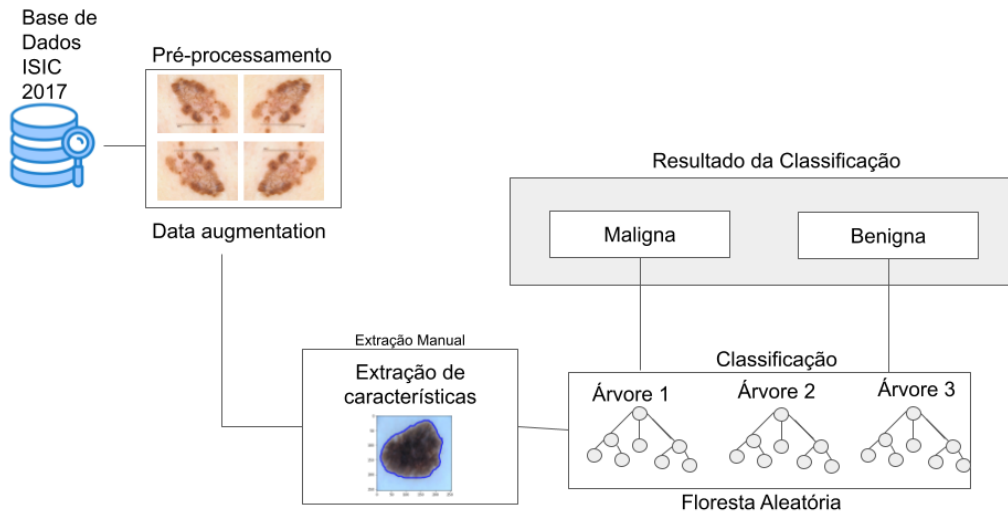 Base de
Dados
ISIC
2017
Pré-processamento
Data augmentation
Resultado da Classificação
Maligna
Benigna
Extração Manual
Extração de
características
Classificação
Árvore 1
Árvore 2
Árvore 3
Floresta Aleatória